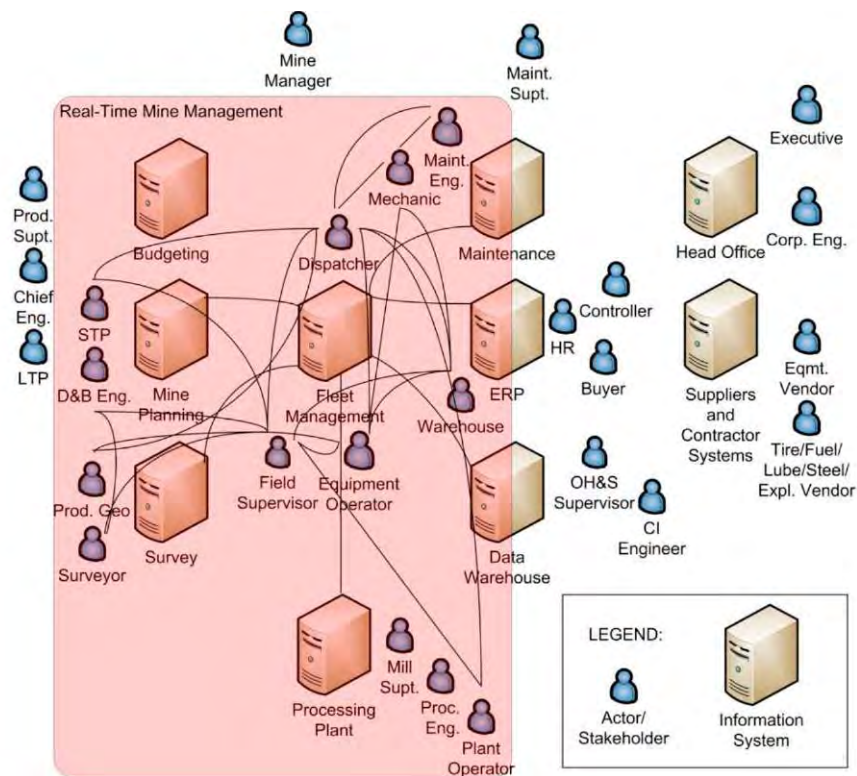 Mine
Manager
Maint.
Supt.
Real-Time Mine Management
Executive
Maint.
Eng.
Mechanic
Prod.
Supt.
Budgeting
Dispatcher
Maintenance
Head Office
Corp. Eng.
Chief
Eng.
STP
Controller
HR
LTP
D&B Eng.
Mine
Planning
Fleet
Management
Warehouse
ERP
Buyer
Suppliers
and
Contractor
Systems
Eqmt.
Vendor
Prod. Geo
Field
Supervisor
Equipment
Operator
OH&S
Supervisor
Tire/Fuel/
Lube/Steel/
Expl. Vendor
Surveyor
Survey
Data
Warehouse
CI
Engineer
Processing
Plant
Mill
Supt.
Proc.
Eng.
Plant
Operator
LEGEND:
Actor/
Stakeholder
Information
System